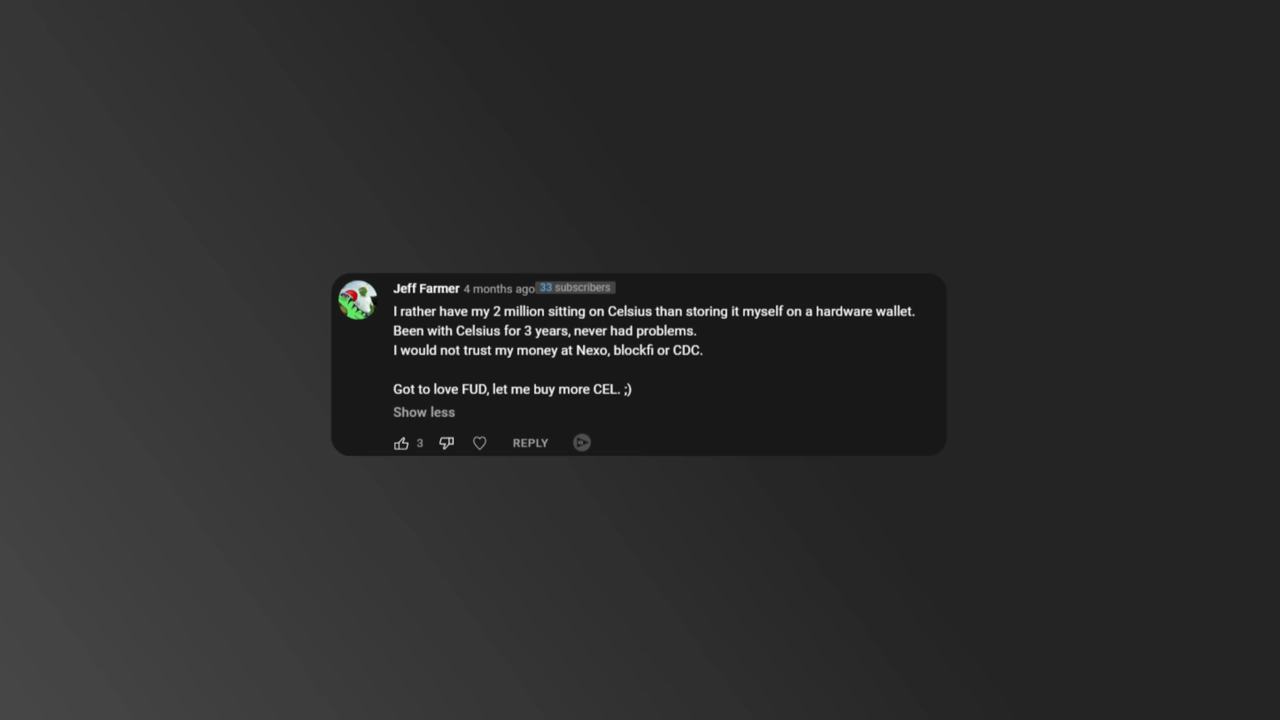 Jeff Farmer 4 months ago 33 subscribers
I rather have my 2 million sitting on Celsius than storing it myself on a hardware wallet.
Been with Celsius for 3 years, never had problems.
I would not trust my money at Nexo, blockfi or CDC.
Got to love FUD, let me buy more CEL. ;)
Show less
3 REPLY